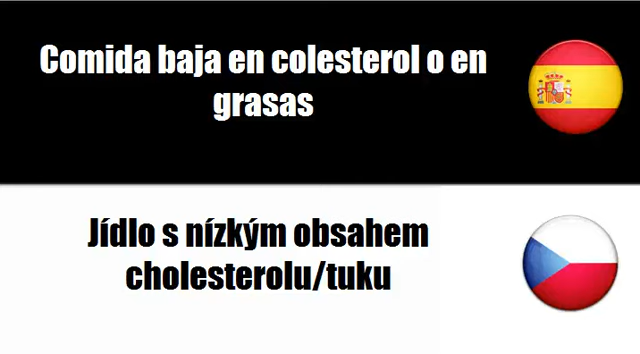 Comida baja en colesterol o en
grasas
Jídlo s nízkým obsahem
cholesterolu/tuku